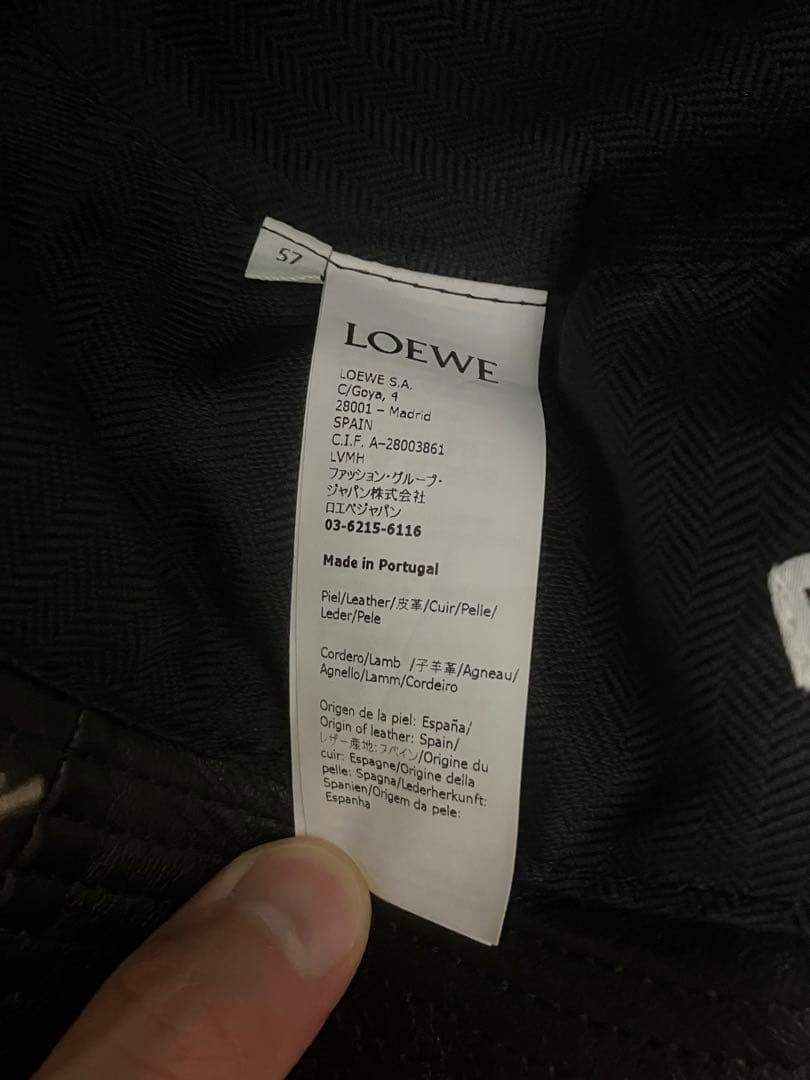 57
LOEWE
LOEWE S.A.
C/Goya, 4
28001 – Madrid
SPAIN
C.I.F. A–28003861
LVMH
ファッション・グループ・
ジャパン株式会社
ロエベジャパン
03-6215-6116
Made in Portugal
Piel/Leather/皮革/Cuir/Pelle/
Leder/Pele
Cordero/Lamb /子羊革/Agneau/
Agnello/Lamm/Cordeiro
Origen de la piel: España/
Origin of leather: Spain/
レザー産地:スペイン/Origine du
cuir: Espagne/Origine della
pelle: Spagna/Lederherkunft:
Spanien/Origem da pele:
Espanha